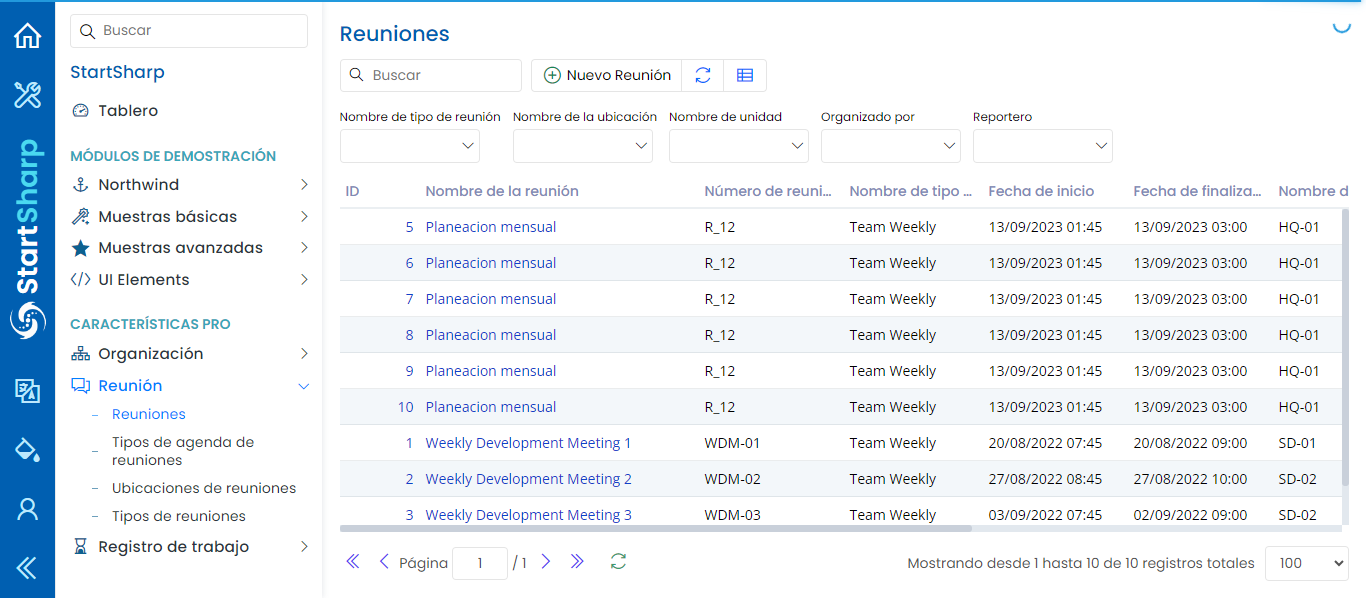 StartSharp
Buscar
StartSharp
Tablero
MÓDULOS DE DEMOSTRACIÓN
Northwind
Muestras básicas
Muestras avanzadas
UI Elements
CARACTERÍSTICAS PRO
Organización
Reunión
Reuniones
Tipos de agenda de
reuniones
Ubicaciones de reuniones
Tipos de reuniones
Registro de trabajo
Reuniones
Buscar Nuevo Reunión
Nombre de tipo de reunión Nombre de la ubicación Nombre de unidad Organizado por Reportero
ID Nombre de la reunión Número de reuni... Nombre de tipo ... Fecha de inicio Fecha de finaliza... Nombre d
5 Planeacion mensual R_12 Team Weekly 13/09/2023 01:45 13/09/2023 03:00 HQ-01
6 Planeacion mensual R_12 Team Weekly 13/09/2023 01:45 13/09/2023 03:00 HQ-01
7 Planeacion mensual R_12 Team Weekly 13/09/2023 01:45 13/09/2023 03:00 HQ-01
8 Planeacion mensual R_12 Team Weekly 13/09/2023 01:45 13/09/2023 03:00 HQ-01
9 Planeacion mensual R_12 Team Weekly 13/09/2023 01:45 13/09/2023 03:00 HQ-01
10 Planeacion mensual R_12 Team Weekly 13/09/2023 01:45 13/09/2023 03:00 HQ-01
1 Weekly Development Meeting 1 WDM-01 Team Weekly 20/08/2022 07:45 20/08/2022 09:00 SD-01
2 Weekly Development Meeting 2 WDM-02 Team Weekly 27/08/2022 08:45 27/08/2022 10:00 SD-02
3 Weekly Development Meeting 3 WDM-03 Team Weekly 03/09/2022 07:45 02/09/2022 09:00 SD-02
Página 1 / 1 Mostrando desde 1 hasta 10 de 10 registros totales 100